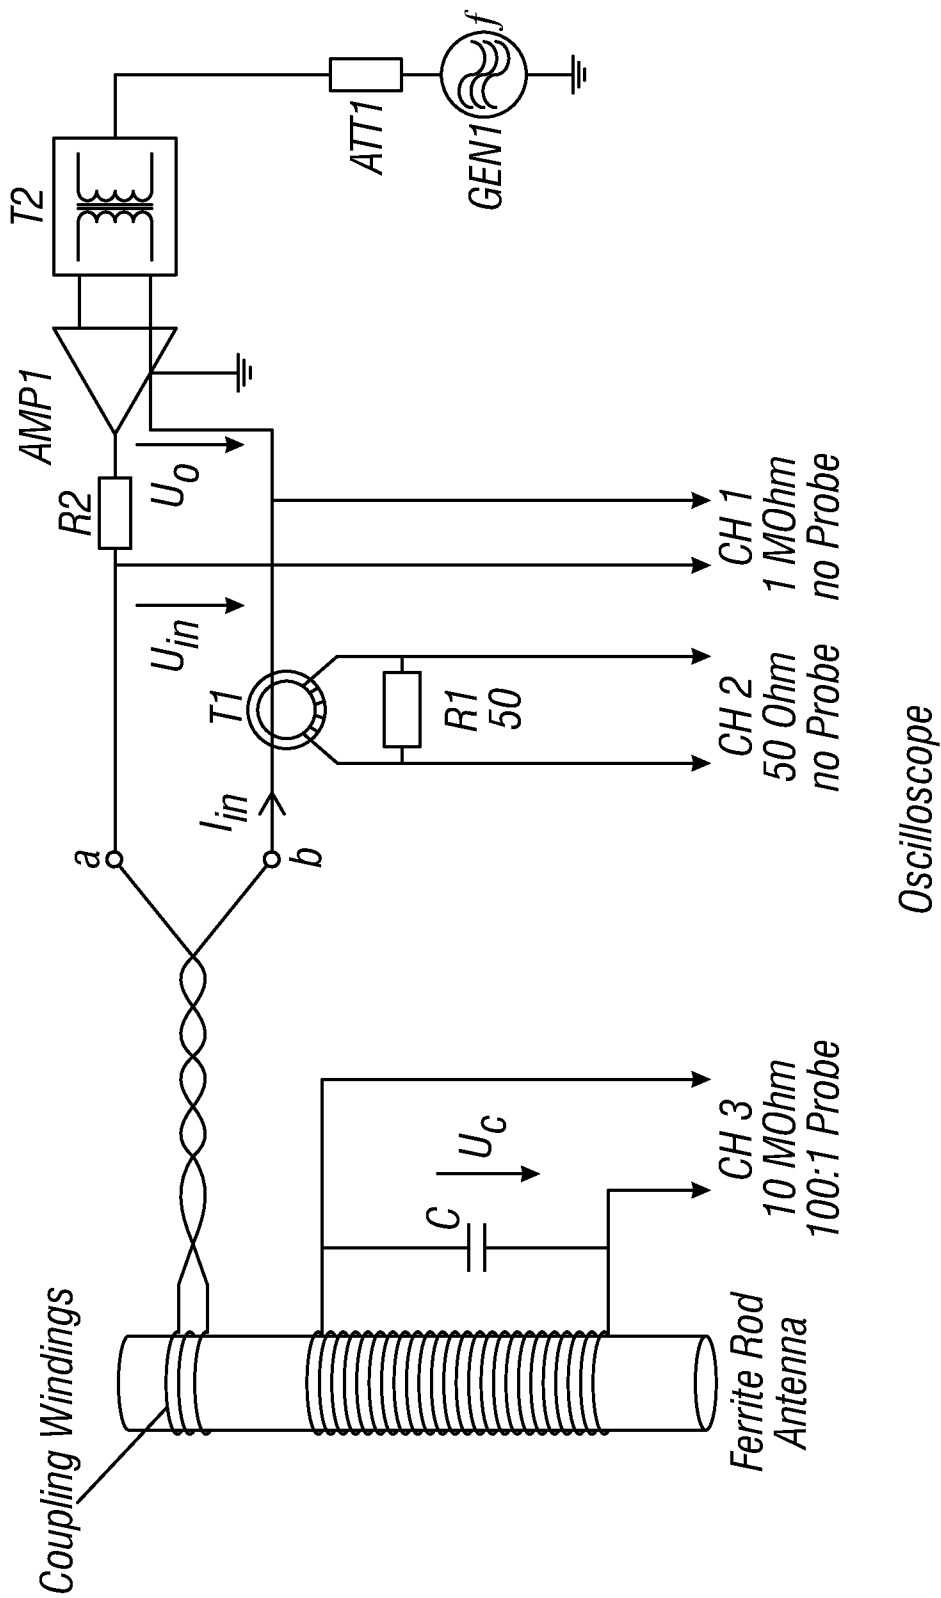 Coupling Windings
a
b
I_in
T1
U_in
R2
U_o
AMP1
T2
ATT1
GEN1
f
R1
50
C
U_C
Ferrite Rod
Antenna
CH 3
10 MOhm
100:1 Probe
CH 2
50 Ohm
no Probe
CH 1
1 MOhm
no Probe
Oscilloscope